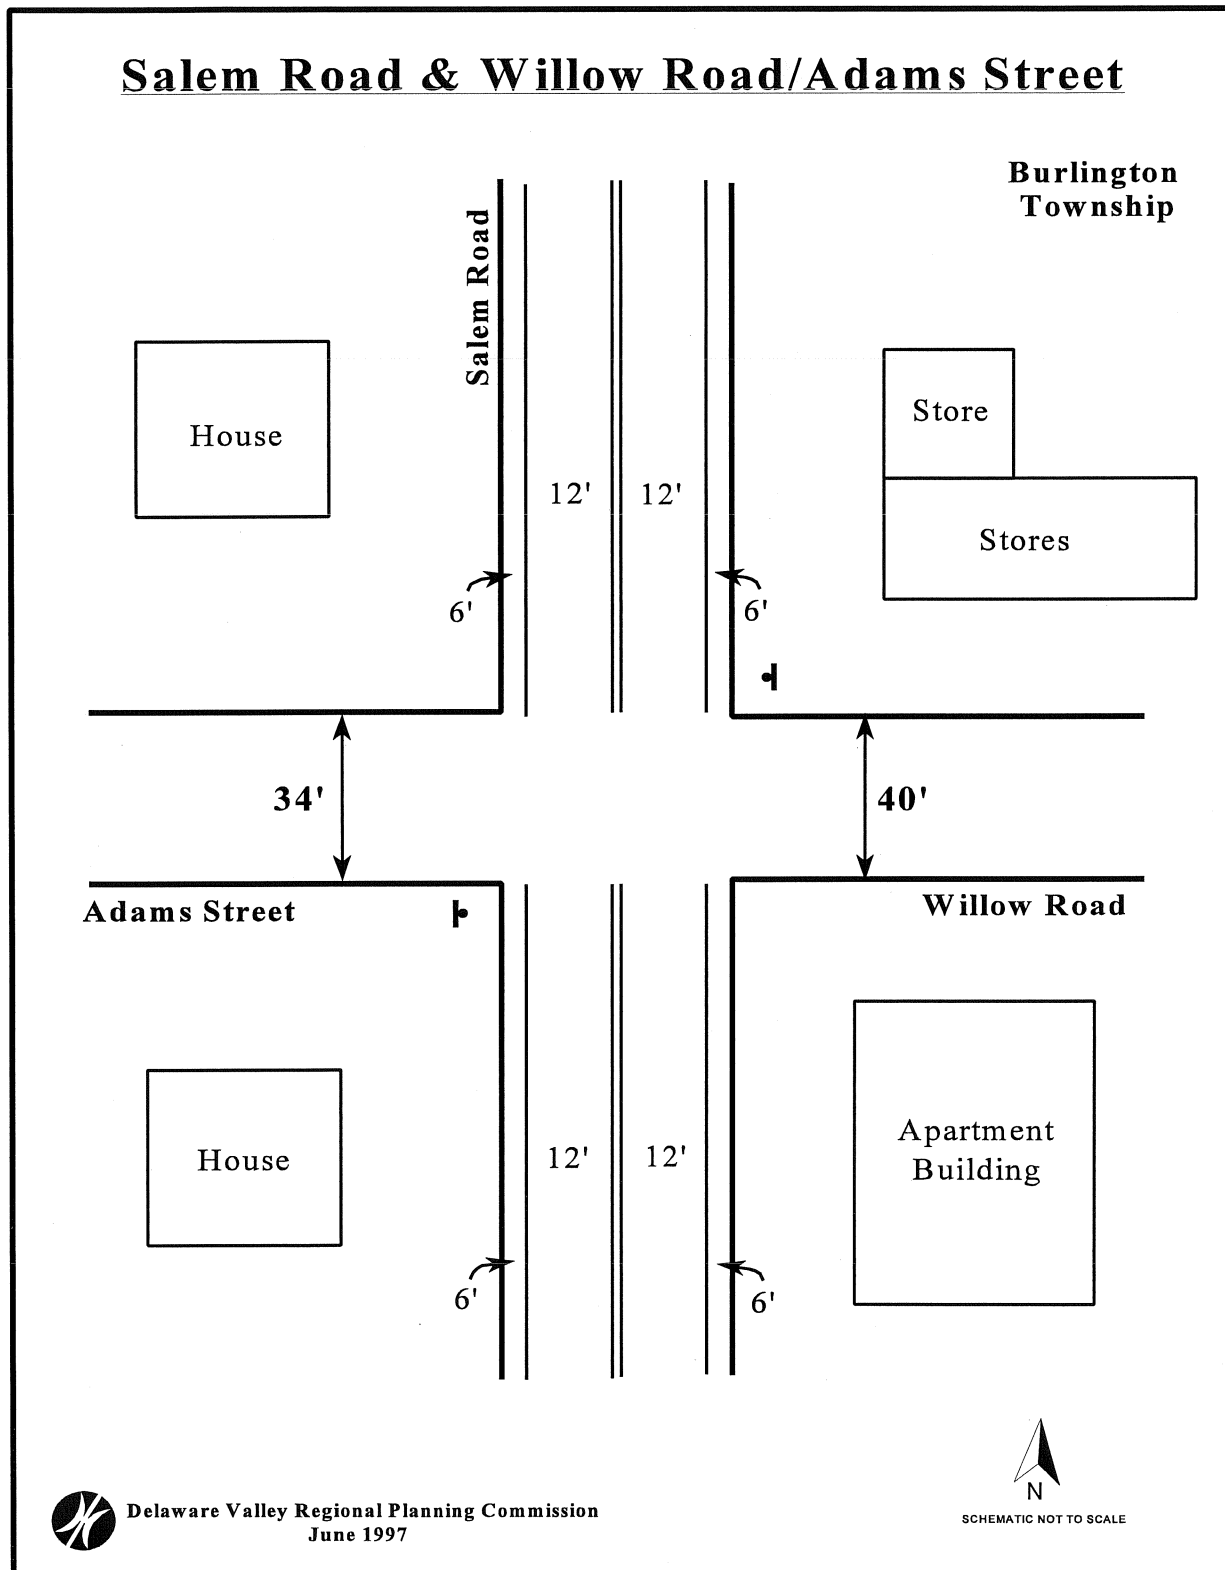 Salem Road & Willow Road/Adams Street
Burlington
Township
Salem Road
House
Store
Stores
12'
12'
6'
6'
34'
40'
Adams Street
Willow Road
House
Apartment
Building
12'
12'
6'
6'
N
SCHEMATIC NOT TO SCALE
Delaware Valley Regional Planning Commission
June 1997